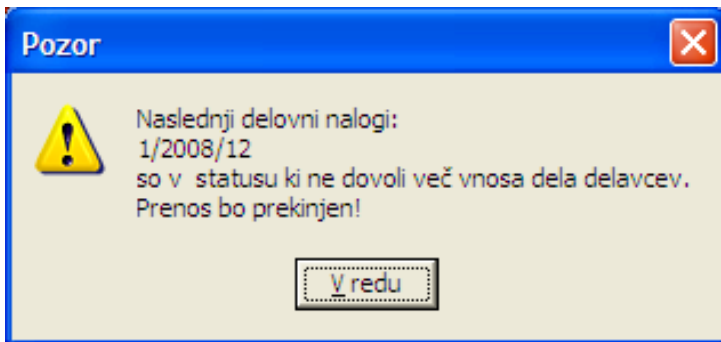 Pozor
Naslednji delovni nalogi:
1/2008/12
so v statusu ki ne dovoli več vnosa dela delavcev.
Prenos bo prekinjen!
V redu